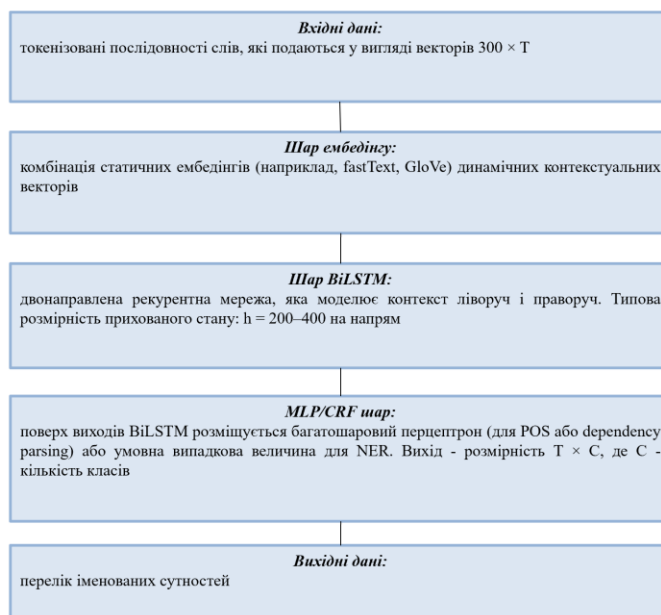 Вхідні дані:
токенізовані послідовності слів, які подаються у вигляді векторів 300 × T
Шар ембедінгу:
комбінація статичних ембедінгів (наприклад, fastText, GloVe) динамічних контекстуальних
векторів
Шар BiLSTM:
двонаправлена рекурентна мережа, яка моделює контекст ліворуч і праворуч. Типова
розмірність прихованого стану: h = 200–400 на напрям
MLP/CRF шар:
поверх виходів BiLSTM розміщується багатошаровий перцептрон (для POS або dependency
parsing) або умовна випадкова величина для NER. Вихід - розмірність T × C, де C -
кількість класів
Вихідні дані:
перелік іменованих сутностей